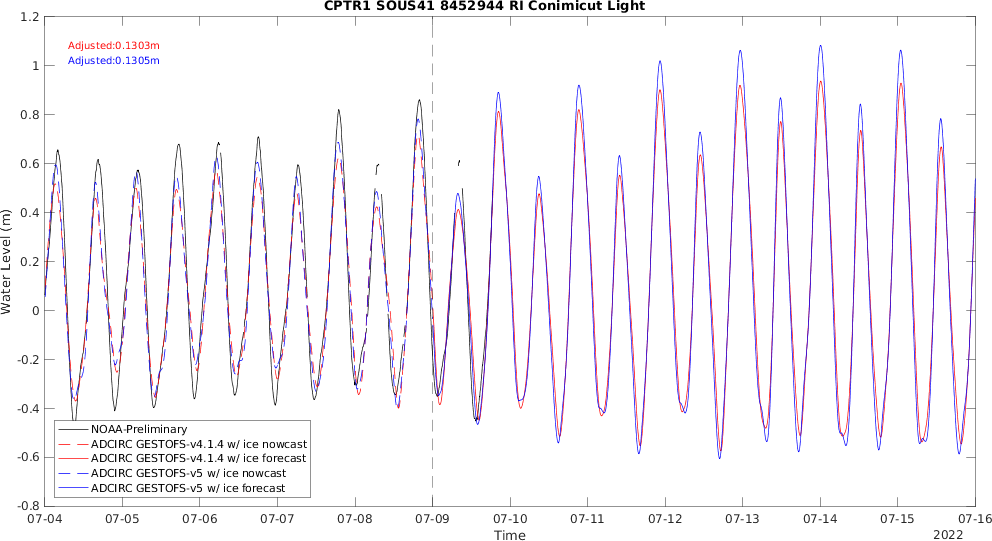 CPTR1 SOUS41 8452944 RI Conimicut Light
Adjusted:0.1303m
Adjusted:0.1305m
Water Level (m)
1.2
1
0.8
0.6
0.4
0.2
0
-0.2
-0.4
-0.6
-0.8
NOAA-Preliminary
ADCIRC GESTOFS-v4.1.4 w/ ice nowcast
ADCIRC GESTOFS-v4.1.4 w/ ice forecast
ADCIRC GESTOFS-v5 w/ ice nowcast
ADCIRC GESTOFS-v5 w/ ice forecast
07-04 07-05 07-06 07-07 07-08 07-09 07-10 07-11 07-12 07-13 07-14 07-15 07-16
Time
2022